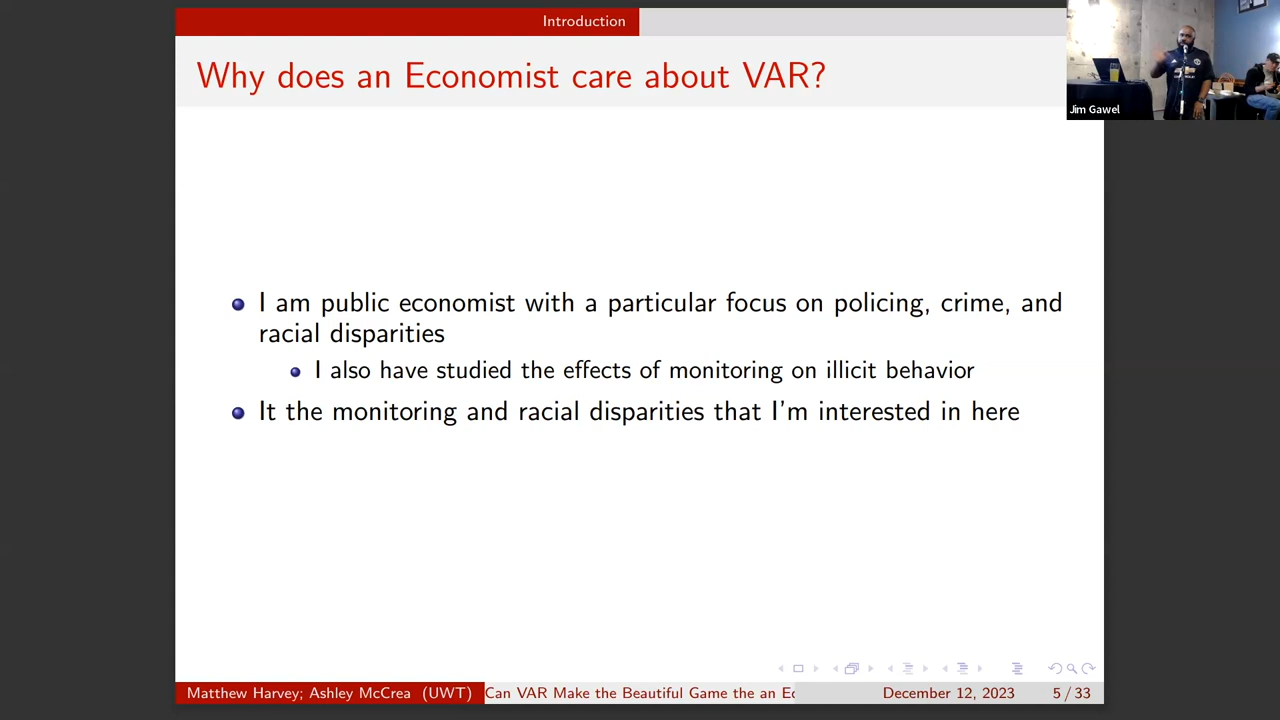 Introduction
Why does an Economist care about VAR?
Jim Gawel
I am public economist with a particular focus on policing, crime, and
racial disparities
I also have studied the effects of monitoring on illicit behavior
It the monitoring and racial disparities that I'm interested in here
Matthew Harvey; Ashley McCrea (UWT) Can VAR Make the Beautiful Game the an Ec December 12, 2023 5 / 33